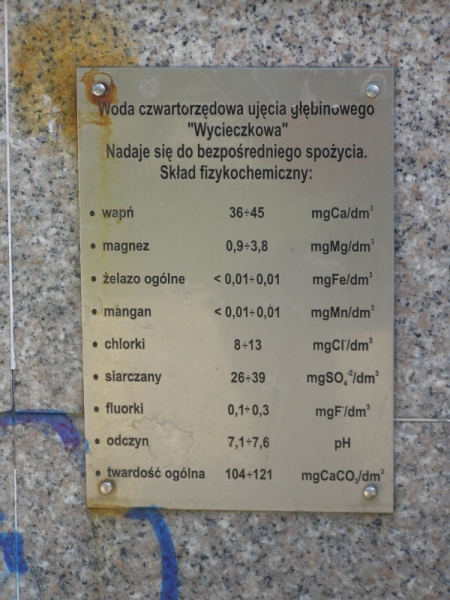 Woda czwartorzędowa ujęcia głębinowego
"Wycieczkowa"
Nadaje się do bezpośredniego spożycia.
Skład fizykochemiczny:
• wapń 36÷45 mgCa/dm³
• magnez 0,9÷3,8 mgMg/dm³
• żelazo ogólne < 0,01÷0,01 mgFe/dm³
• mangan < 0,01÷0,01 mgMn/dm³
• chlorki 8÷13 mgCl⁻/dm³
• siarczany 26÷39 mgSO₄⁻²/dm³
• fluorki 0,1÷0,3 mgF⁻/dm³
• odczyn 7,1÷7,6 pH
• twardość ogólna 104÷121 mgCaCO₃/dm³